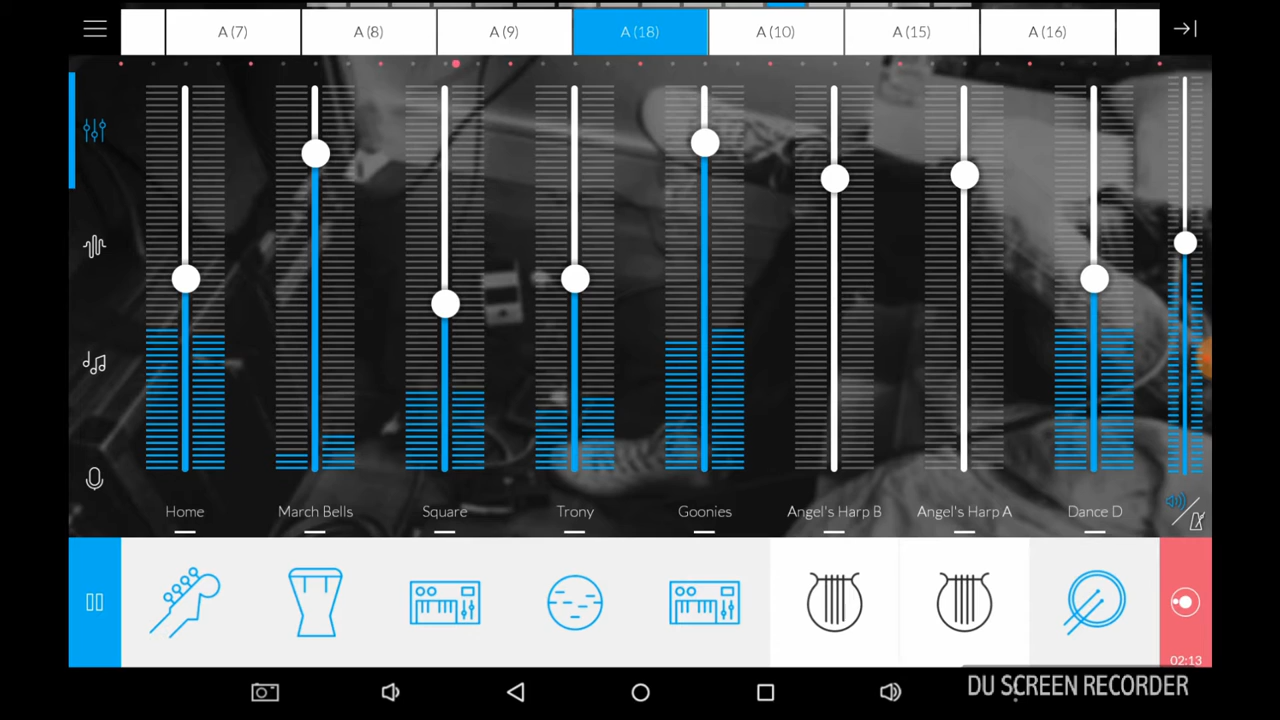 A (7) A (8) A (9) A (18) A (10) A (15) A (16)
Home March Bells Square Trony Goonies Angel's Harp B Angel's Harp A Dance D
02:13
DU SCREEN RECORDER